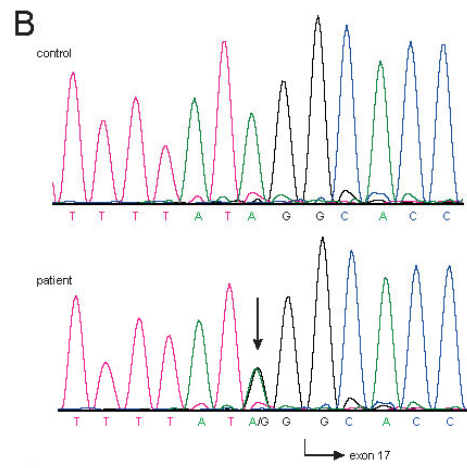 B
control
T T T T A T A G G C A C C
patient
T T T T A T A/G G G C A C C
exon 17